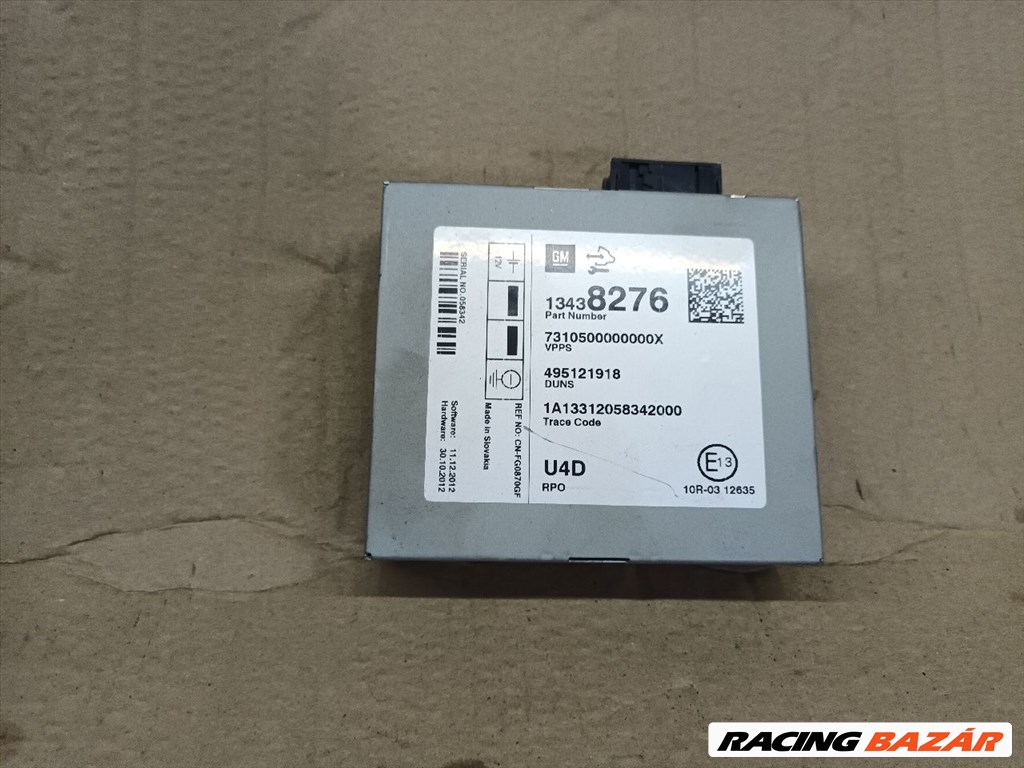 GM
13438276
Part Number
7310500000000X
VPPS
495121918
DUNS
1A13312058342000
Trace Code
U4D
RPO
E13
10R-03 12635
12V
SERIAL NO.058342
REF NO: CN-FG0870GF
Made in Slovakia
Software: 11.12.2012
Hardware: 30.10.2012
RACING BAZÁR